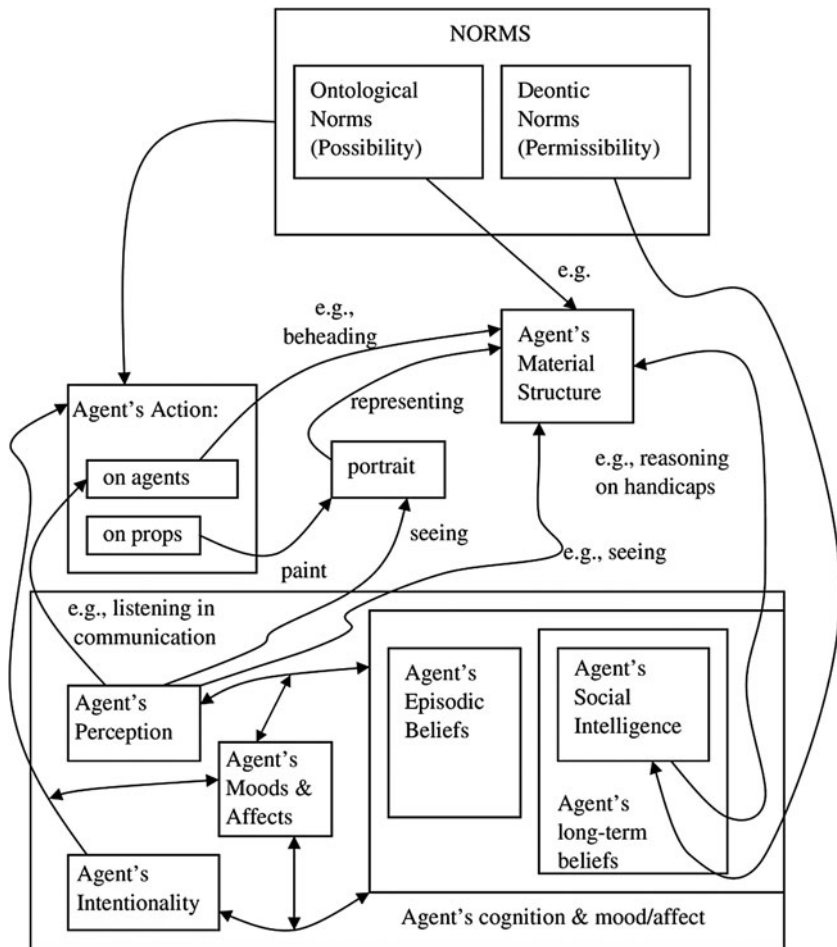 NORMS
Ontological
Norms
(Possibility)
Deontic
Norms
(Permissibility)
e.g.
e.g.,
beheading
Agent's
Material
Structure
Agent's Action:
representing
on agents
portrait
e.g., reasoning
on handicaps
on props
seeing
paint
e.g., seeing
e.g., listening in
communication
Agent's
Perception
Agent's
Episodic
Beliefs
Agent's
Social
Intelligence
Agent's
Moods &
Affects
Agent's
long-term
beliefs
Agent's
Intentionality
Agent's cognition & mood/affect